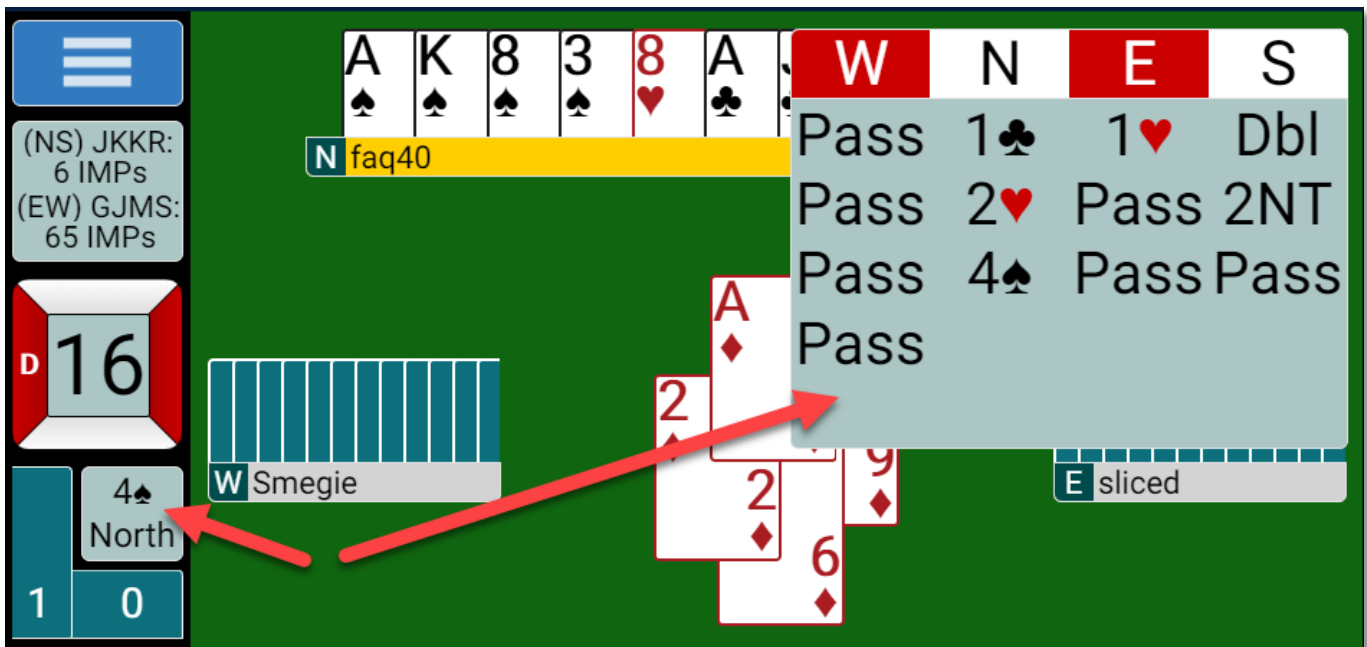 (NS) JKKR:
6 IMPs
(EW) GJMS:
65 IMPs
D 16
4♠
North
1 0
A K 8 3 8 A
♠ ♠ ♠ ♠ ♥ ♣
N faq40
W N E S
Pass 1♣ 1♥ Dbl
Pass 2♥ Pass 2NT
Pass 4♠ Pass Pass
Pass
A
♦
2
♦
W Smegie
9
♦
2
♦
6
♦
E sliced